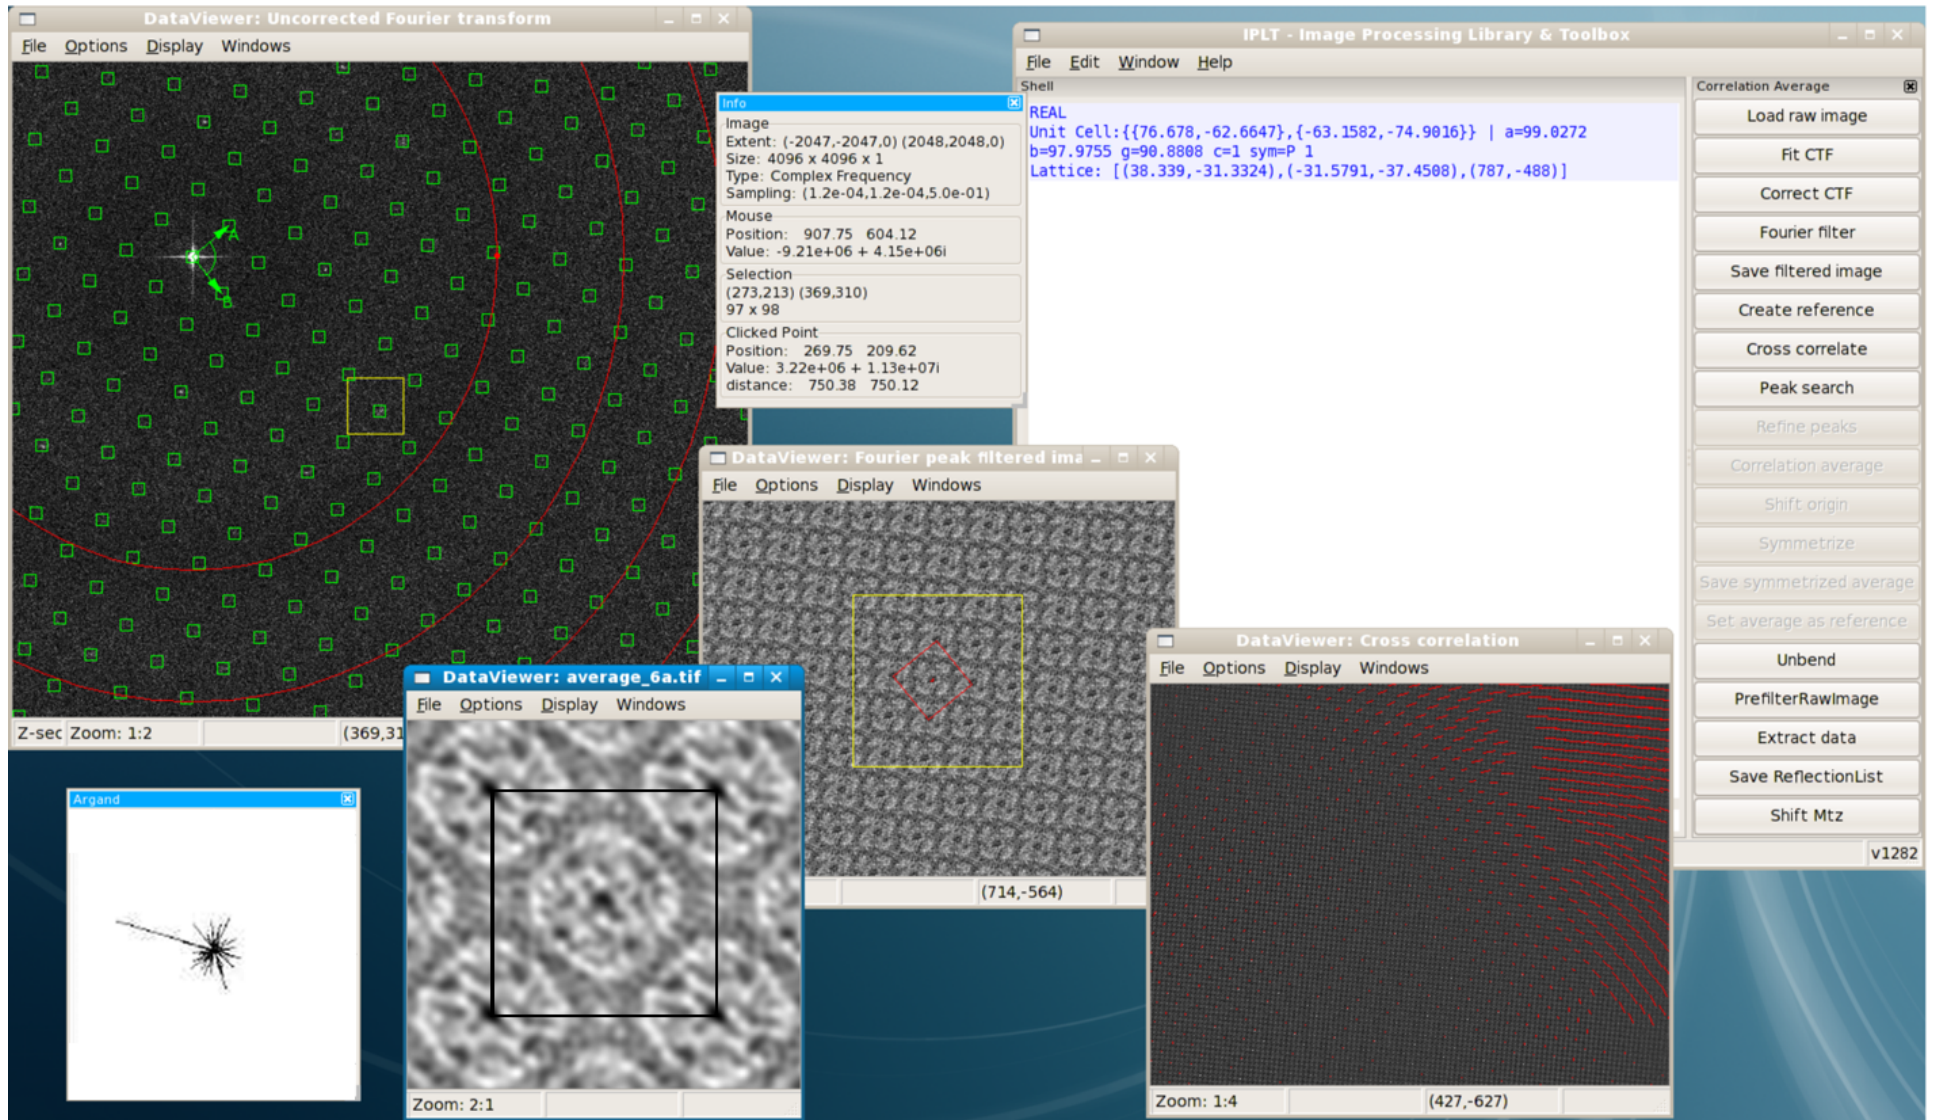 DataViewer: Uncorrected Fourier transform
File Options Display Windows
A
B
Z-sec Zoom: 1:2
(369,31
Info
Image
Extent: (-2047,-2047,0) (2048,2048,0)
Size: 4096 x 4096 x 1
Type: Complex Frequency
Sampling: (1.2e-04,1.2e-04,5.0e-01)
Mouse
Position: 907.75 604.12
Value: -9.21e+06 + 4.15e+06i
Selection
(273,213) (369,310)
97 x 98
Clicked Point
Position: 269.75 209.62
Value: 3.22e+06 + 1.13e+07i
distance: 750.38 750.12
IPLT - Image Processing Library & Toolbox
File Edit Window Help
Shell
REAL
Unit Cell:{{76.678,-62.6647},{-63.1582,-74.9016}} | a=99.0272
b=97.9755 g=90.8808 c=1 sym=P 1
Lattice: [(38.339,-31.3324),(-31.5791,-37.4508),(787,-488)]
Correlation Average
Load raw image
Fit CTF
Correct CTF
Fourier filter
Save filtered image
Create reference
Cross correlate
Peak search
Refine peaks
Correlation average
Shift origin
Symmetrize
Save symmetrized average
Set average as reference
Unbend
PrefilterRawImage
Extract data
Save ReflectionList
Shift Mtz
v1282
DataViewer: Fourier peak filtered ima
File Options Display Windows
(714,-564)
DataViewer: Cross correlation
File Options Display Windows
Zoom: 1:4
(427,-627)
DataViewer: average_6a.tif
File Options Display Windows
Zoom: 2:1
Argand